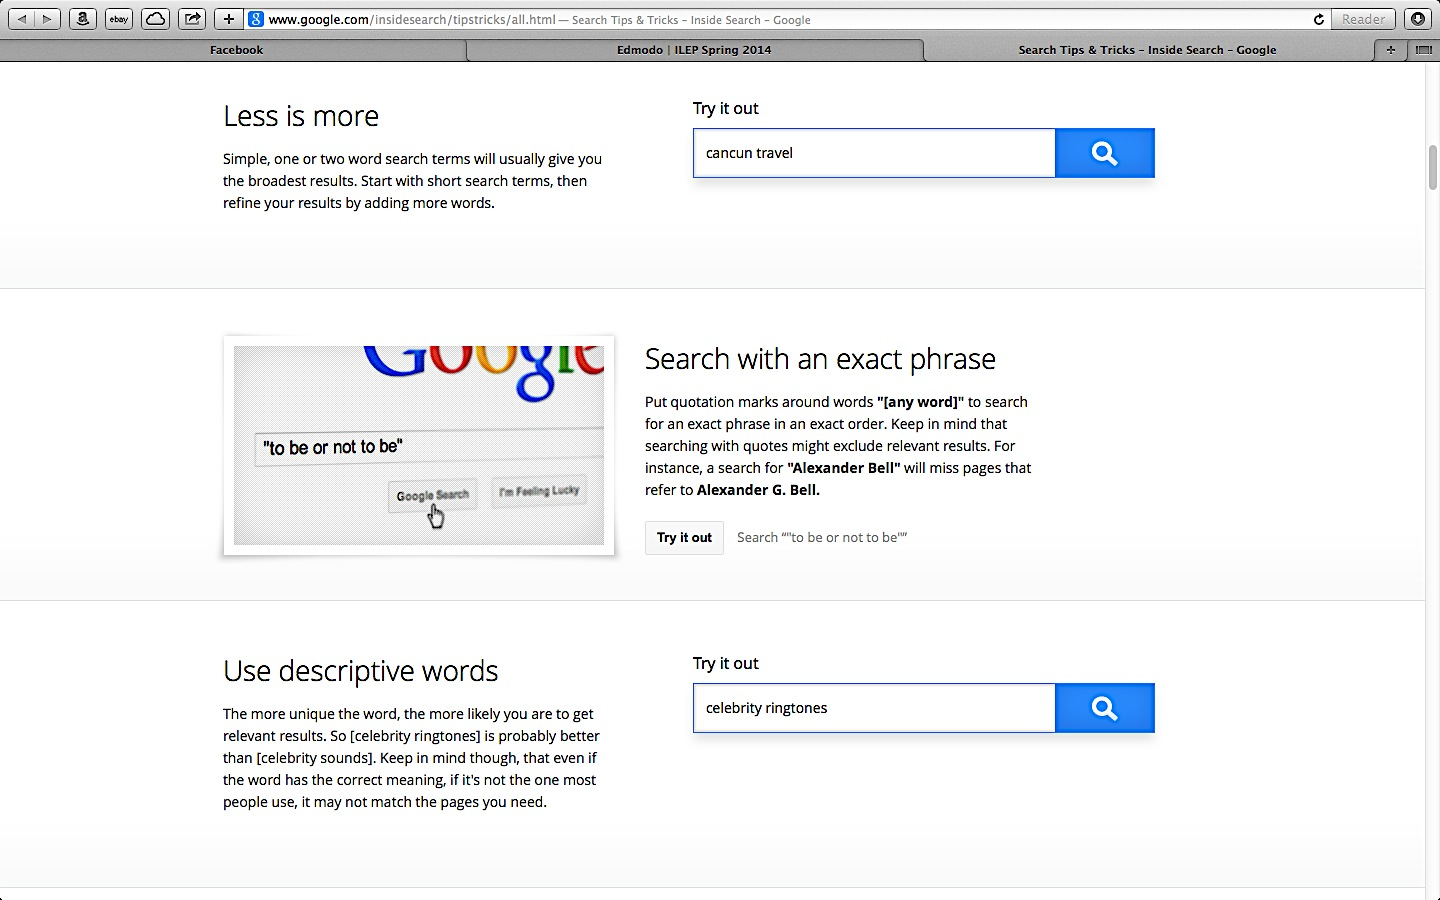 ebay
www.google.com/insidesearch/tipstricks/all.html — Search Tips & Tricks – Inside Search – Google
Reader
Facebook
Edmodo | ILEP Spring 2014
Search Tips & Tricks – Inside Search – Google
Less is more
Simple, one or two word search terms will usually give you
the broadest results. Start with short search terms, then
refine your results by adding more words.
Try it out
cancun travel
Google
"to be or not to be"
Google Search
I'm Feeling Lucky
Search with an exact phrase
Put quotation marks around words "[any word]" to search
for an exact phrase in an exact order. Keep in mind that
searching with quotes might exclude relevant results. For
instance, a search for "Alexander Bell" will miss pages that
refer to Alexander G. Bell.
Try it out
Search “"to be or not to be"”
Use descriptive words
The more unique the word, the more likely you are to get
relevant results. So [celebrity ringtones] is probably better
than [celebrity sounds]. Keep in mind though, that even if
the word has the correct meaning, if it's not the one most
people use, it may not match the pages you need.
Try it out
celebrity ringtones